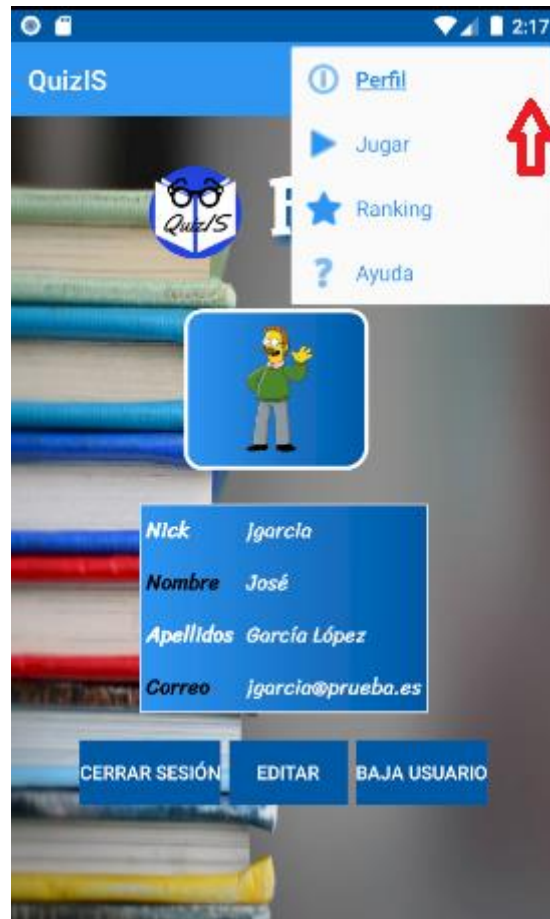 2:17
QuizIS
Perfil
Jugar
Ranking
Ayuda
QuizIS
Nick jgarcia
Nombre José
Apellidos García López
Correo jgarcia@prueba.es
CERRAR SESIÓN EDITAR BAJA USUARIO